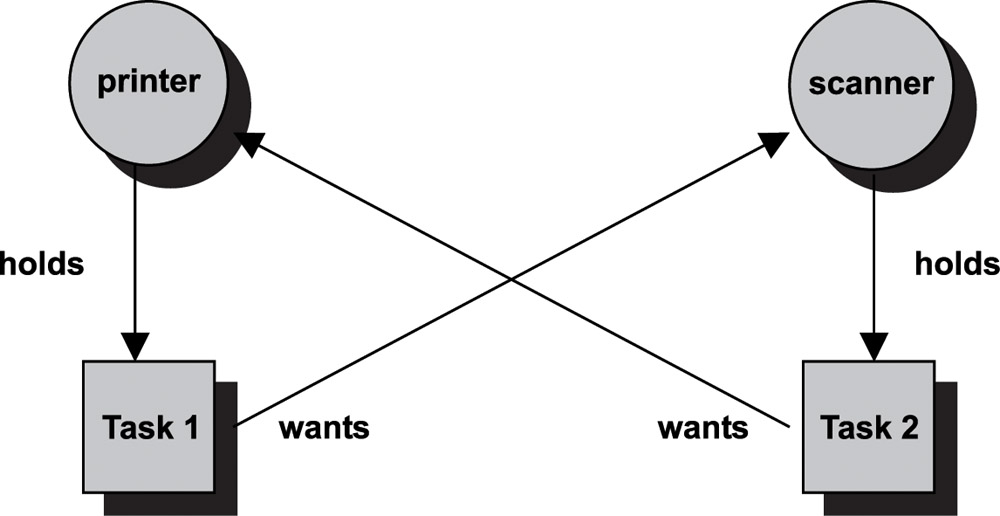 printer
scanner
holds
holds
Task 1
wants
wants
Task 2